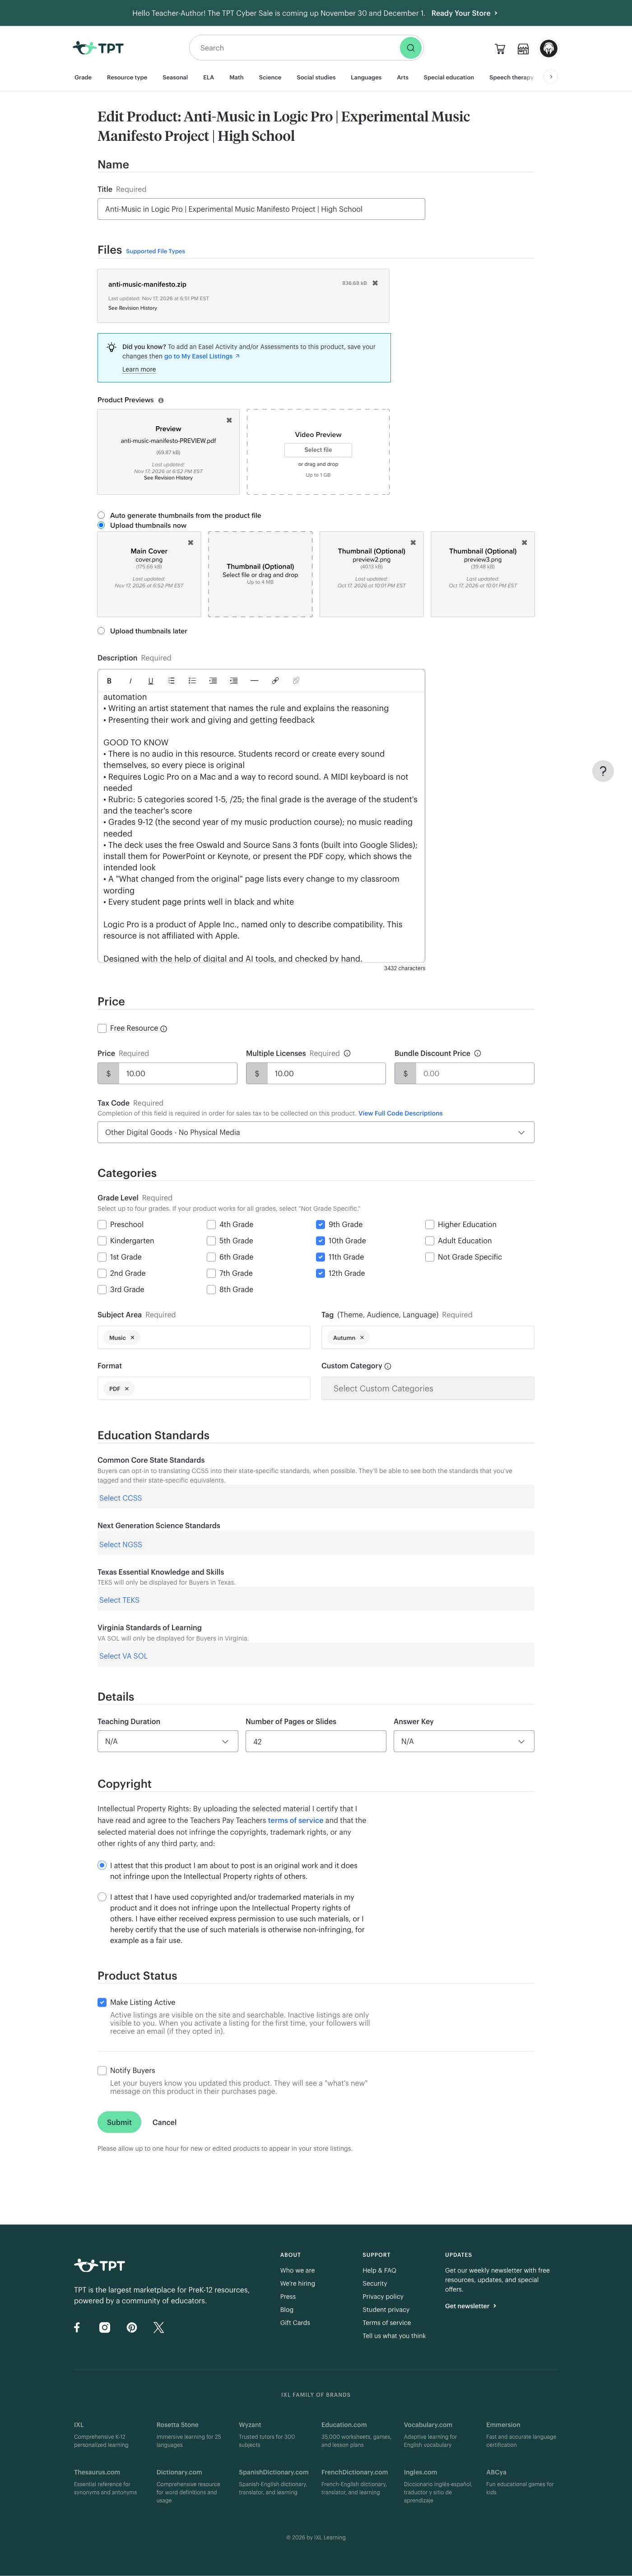 Hello Teacher-Author! The TPT Cyber Sale is coming up November 30 and December 1. Ready Your Store
TPT
Search
Grade Resource type Seasonal ELA Math Science Social studies Languages Arts Special education Speech therapy
Edit Product: Anti-Music in Logic Pro | Experimental Music
Manifesto Project | High School
Name
Title Required
Anti-Music in Logic Pro | Experimental Music Manifesto Project | High School
Files Supported File Types
anti-music-manifesto.zip
836.68 kB
Last updated: Nov 17, 2026 at 6:51 PM EST
See Revision History
Did you know? To add an Easel Activity and/or Assessments to this product, save your
changes then go to My Easel Listings
Learn more
Product Previews
Preview
anti-music-manifesto-PREVIEW.pdf
(69.87 kB)
Last updated:
Nov 17, 2026 at 6:52 PM EST
See Revision History
Video Preview
Select file
or drag and drop
Up to 1 GB
Auto generate thumbnails from the product file
Upload thumbnails now
Main Cover
cover.png
(175.66 kB)
Last updated:
Nov 17, 2026 at 6:52 PM EST
Thumbnail (Optional)
Select file or drag and drop
Up to 4 MB
Thumbnail (Optional)
preview2.png
(40.13 kB)
Last updated:
Oct 17, 2026 at 10:01 PM EST
Thumbnail (Optional)
preview3.png
(39.48 kB)
Last updated:
Oct 17, 2026 at 10:01 PM EST
Upload thumbnails later
Description Required
B I U
automation
• Writing an artist statement that names the rule and explains the reasoning
• Presenting their work and giving and getting feedback
GOOD TO KNOW
• There is no audio in this resource. Students record or create every sound
themselves, so every piece is original
• Requires Logic Pro on a Mac and a way to record sound. A MIDI keyboard is not
needed
• Rubric: 5 categories scored 1-5, /25; the final grade is the average of the student's
and the teacher's score
• Grades 9-12 (the second year of my music production course); no music reading
needed
• The deck uses the free Oswald and Source Sans 3 fonts (built into Google Slides);
install them for PowerPoint or Keynote, or present the PDF copy, which shows the
intended look
• A "What changed from the original" page lists every change to my classroom
wording
• Every student page prints well in black and white
Logic Pro is a product of Apple Inc., named only to describe compatibility. This
resource is not affiliated with Apple.
Designed with the help of digital and AI tools, and checked by hand.
3432 characters
?
Price
Free Resource
Price Required
$ 10.00
Multiple Licenses Required
$ 10.00
Bundle Discount Price
$ 0.00
Tax Code Required
Completion of this field is required in order for sales tax to be collected on this product. View Full Code Descriptions
Other Digital Goods - No Physical Media
Categories
Grade Level Required
Select up to four grades. If your product works for all grades, select "Not Grade Specific."
Preschool 4th Grade 9th Grade Higher Education
Kindergarten 5th Grade 10th Grade Adult Education
1st Grade 6th Grade 11th Grade Not Grade Specific
2nd Grade 7th Grade 12th Grade
3rd Grade 8th Grade
Subject Area Required
Music
Tag (Theme, Audience, Language) Required
Autumn
Format
PDF
Custom Category
Select Custom Categories
Education Standards
Common Core State Standards
Buyers can opt-in to translating CCSS into their state-specific standards, when possible. They'll be able to see both the standards that you've
tagged and their state-specific equivalents.
Select CCSS
Next Generation Science Standards
Select NGSS
Texas Essential Knowledge and Skills
TEKS will only be displayed for Buyers in Texas.
Select TEKS
Virginia Standards of Learning
VA SOL will only be displayed for Buyers in Virginia.
Select VA SOL
Details
Teaching Duration Number of Pages or Slides Answer Key
N/A 42 N/A
Copyright
Intellectual Property Rights: By uploading the selected material I certify that I
have read and agree to the Teachers Pay Teachers terms of service and that the
selected material does not infringe the copyrights, trademark rights, or any
other rights of any third party, and:
I attest that this product I am about to post is an original work and it does
not infringe upon the Intellectual Property rights of others.
I attest that I have used copyrighted and/or trademarked materials in my
product and it does not infringe upon the Intellectual Property rights of
others. I have either received express permission to use such materials, or I
hereby certify that the use of such materials is otherwise non-infringing, for
example as a fair use.
Product Status
Make Listing Active
Active listings are visible on the site and searchable. Inactive listings are only
visible to you. When you activate a listing for the first time, your followers will
receive an email (if they opted in).
Notify Buyers
Let your buyers know you updated this product. They will see a "what's new"
message on this product in their purchases page.
Submit Cancel
Please allow up to one hour for new or edited products to appear in your store listings.
TPT
TPT is the largest marketplace for PreK-12 resources,
powered by a community of educators.
ABOUT
Who we are
We're hiring
Press
Blog
Gift Cards
SUPPORT
Help & FAQ
Security
Privacy policy
Student privacy
Terms of service
Tell us what you think
UPDATES
Get our weekly newsletter with free
resources, updates, and special
offers.
Get newsletter
IXL FAMILY OF BRANDS
IXL
Comprehensive K-12
personalized learning
Rosetta Stone
Immersive learning for 25
languages
Wyzant
Trusted tutors for 300
subjects
Education.com
35,000 worksheets, games,
and lesson plans
Vocabulary.com
Adaptive learning for
English vocabulary
Emmersion
Fast and accurate language
certification
Thesaurus.com
Essential reference for
synonyms and antonyms
Dictionary.com
Comprehensive resource
for word definitions and
usage
SpanishDictionary.com
Spanish-English dictionary,
translator, and learning
FrenchDictionary.com
French-English dictionary,
translator, and learning
Ingles.com
Diccionario inglés-español,
traductor y sitio de
aprendizaje
ABCya
Fun educational games for
kids
© 2026 by IXL Learning